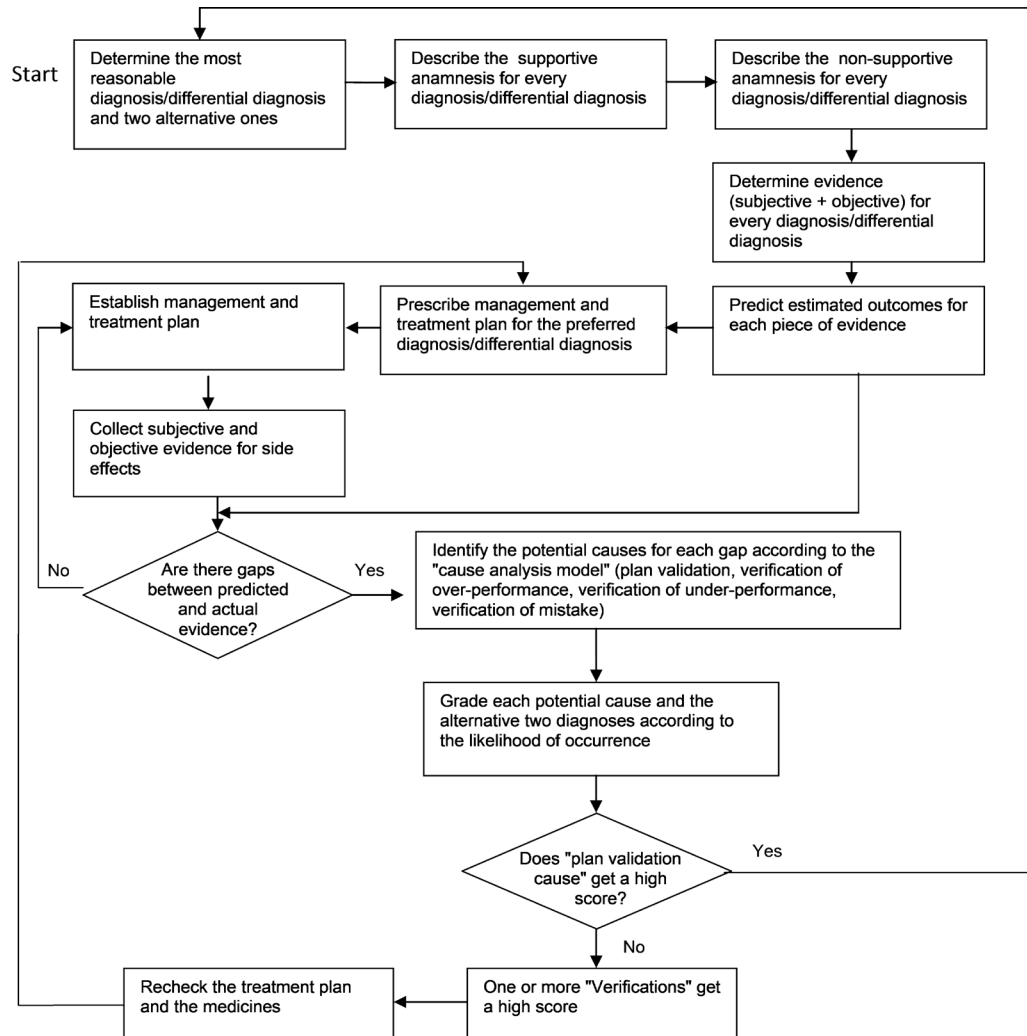 Start
Determine the most
reasonable
diagnosis/differential diagnosis
and two alternative ones
Describe the supportive
anamnesis for every
diagnosis/differential diagnosis
Describe the non-supportive
anamnesis for every
diagnosis/differential diagnosis
Determine evidence
(subjective + objective) for
every diagnosis/differential
diagnosis
Predict estimated outcomes for
each piece of evidence
Prescribe management and
treatment plan for the preferred
diagnosis/differential diagnosis
Establish management and
treatment plan
Collect subjective and
objective evidence for side
effects
Are there gaps
between predicted
and actual
evidence?
No
Yes
Identify the potential causes for each gap according to the
"cause analysis model" (plan validation, verification of
over-performance, verification of under-performance,
verification of mistake)
Grade each potential cause and the
alternative two diagnoses according to
the likelihood of occurrence
Does "plan validation
cause" get a high
score?
Yes
No
One or more "Verifications" get
a high score
Recheck the treatment plan
and the medicines